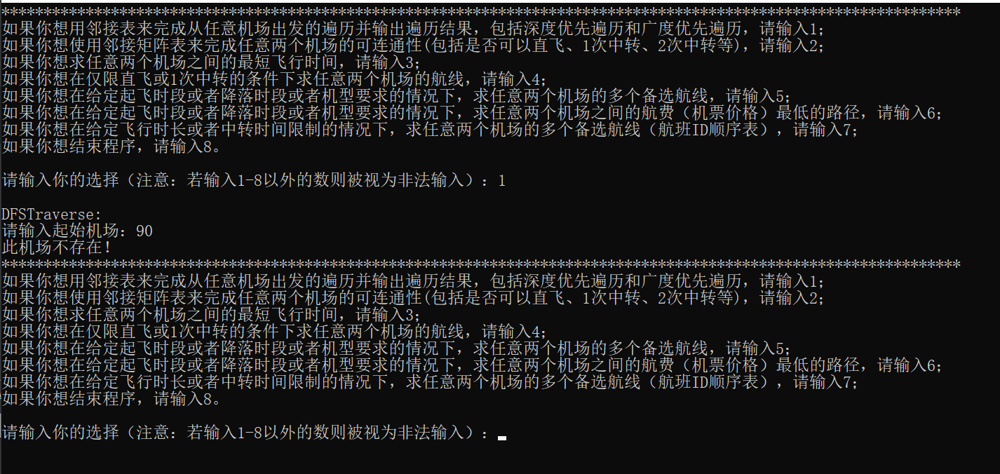 ******************************************************************************************************************
如果你想用邻接表来完成从任意机场出发的遍历并输出遍历结果，包括深度优先遍历和广度优先遍历，请输入1；
如果你想使用邻接矩阵表来完成任意两个机场的可连通性(包括是否可以直飞、1次中转、2次中转等)，请输入2；
如果你想求任意两个机场之间的最短飞行时间，请输入3；
如果你想在仅限直飞或1次中转的条件下求任意两个机场的航线，请输入4；
如果你想在给定起飞时段或者降落时段或者机型要求的情况下，求任意两个机场的多个备选航线，请输入5；
如果你想在给定起飞时段或者降落时段或者机型要求的情况下，求任意两个机场之间的航费（机票价格）最低的路径，请输入6；
如果你想在给定飞行时长或者中转时间限制的情况下，求任意两个机场的多个备选航线（航班ID顺序表），请输入7；
如果你想结束程序，请输入8。
请输入你的选择（注意：若输入1-8以外的数则被视为非法输入）：1
DFSTraverse:
请输入起始机场：90
此机场不存在!
******************************************************************************************************************
如果你想用邻接表来完成从任意机场出发的遍历并输出遍历结果，包括深度优先遍历和广度优先遍历，请输入1；
如果你想使用邻接矩阵表来完成任意两个机场的可连通性(包括是否可以直飞、1次中转、2次中转等)，请输入2；
如果你想求任意两个机场之间的最短飞行时间，请输入3；
如果你想在仅限直飞或1次中转的条件下求任意两个机场的航线，请输入4；
如果你想在给定起飞时段或者降落时段或者机型要求的情况下，求任意两个机场的多个备选航线，请输入5；
如果你想在给定起飞时段或者降落时段或者机型要求的情况下，求任意两个机场之间的航费（机票价格）最低的路径，请输入6；
如果你想在给定飞行时长或者中转时间限制的情况下，求任意两个机场的多个备选航线（航班ID顺序表），请输入7；
如果你想结束程序，请输入8。
请输入你的选择（注意：若输入1-8以外的数则被视为非法输入）：